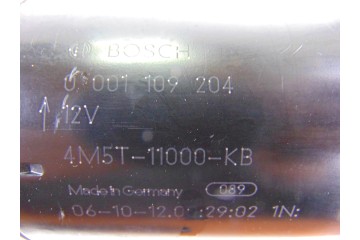 BOSCH
0 001 109 204
12V
4M5T-11000-KB
Made in Germany 089
06-10-12.0 :29:02 1N: